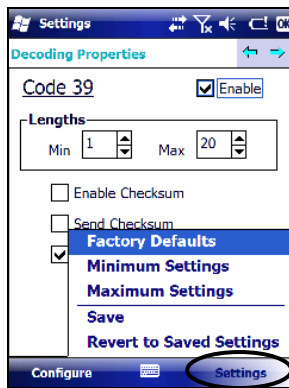 Settings
OK
Decoding Properties
Code 39
Enable
Lengths
Min 1 Max 20
Enable Checksum
Send Checksum
Factory Defaults
Minimum Settings
Maximum Settings
Save
Revert to Saved Settings
Configure Settings